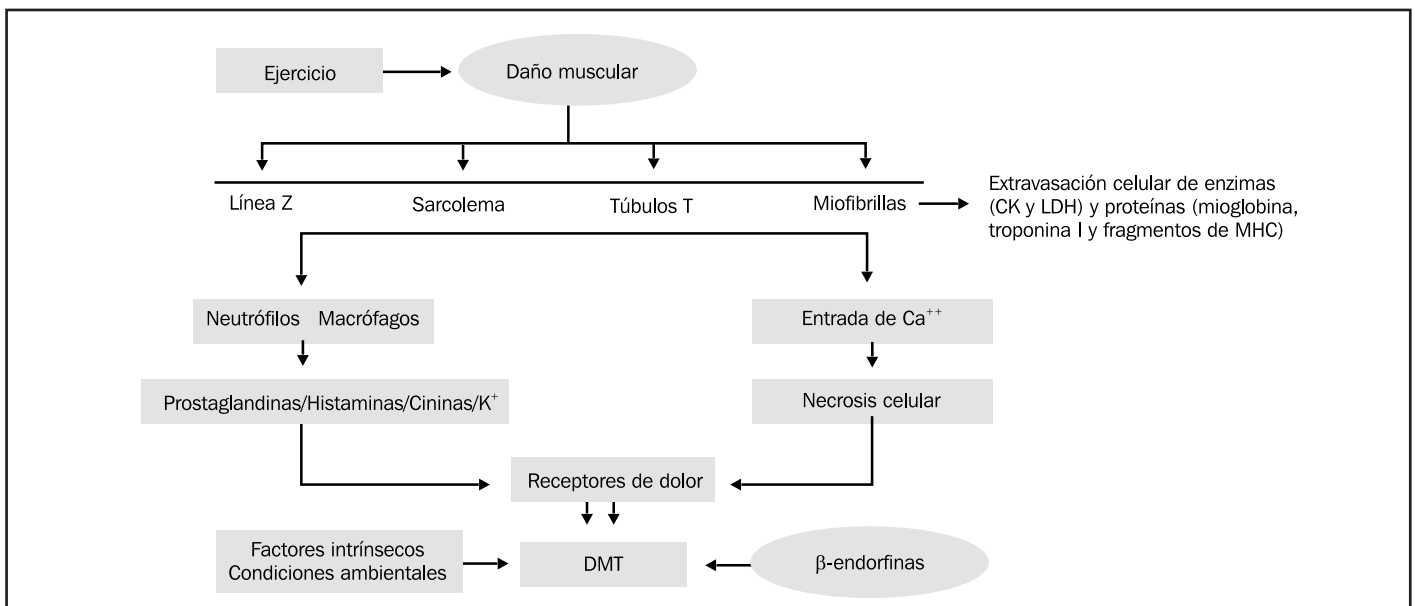 Ejercicio
Daño muscular
Línea Z
Sarcolema
Túbulos T
Miofibrillas
Extravasación celular de enzimas
(CK y LDH) y proteínas (mioglobina,
troponina I y fragmentos de MHC)
Neutrófilos Macrófagos
Entrada de Ca⁺⁺
Prostaglandinas/Histaminas/Cininas/K⁺
Necrosis celular
Receptores de dolor
Factores intrínsecos
Condiciones ambientales
DMT
β-endorfinas